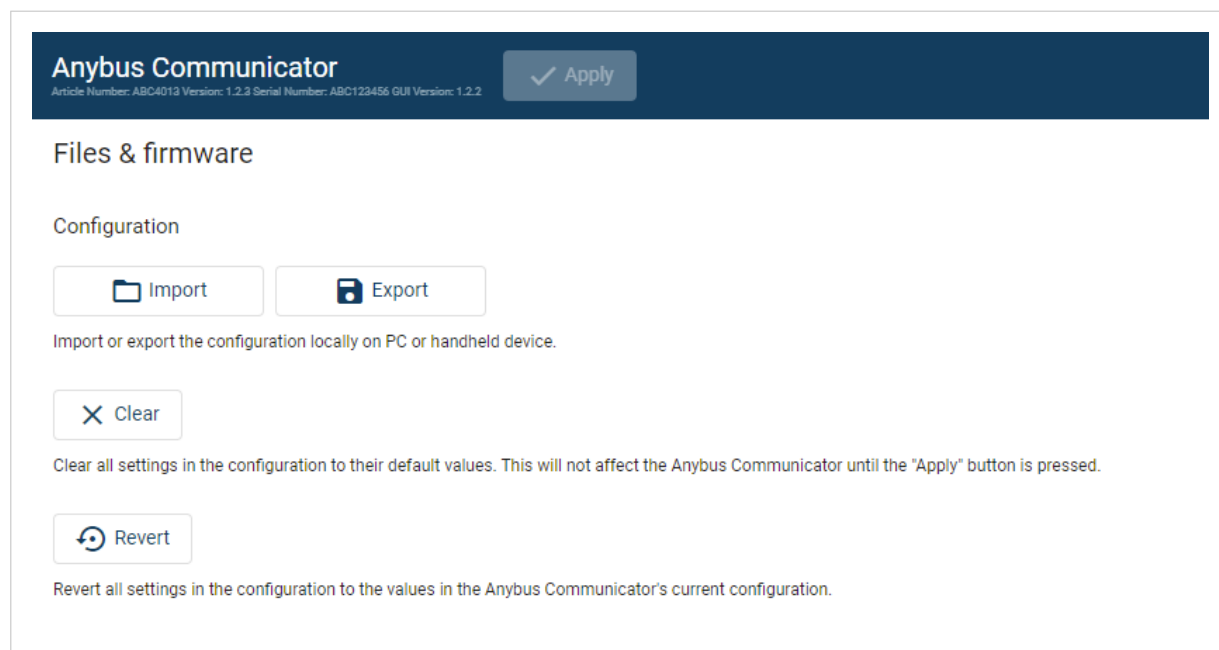 Anybus Communicator
Article Number: ABC4013 Version: 1.2.3 Serial Number: ABC123456 GUI Version: 1.2.2
Apply
Files & firmware
Configuration
Import
Export
Import or export the configuration locally on PC or handheld device.
Clear
Clear all settings in the configuration to their default values. This will not affect the Anybus Communicator until the "Apply" button is pressed.
Revert
Revert all settings in the configuration to the values in the Anybus Communicator's current configuration.